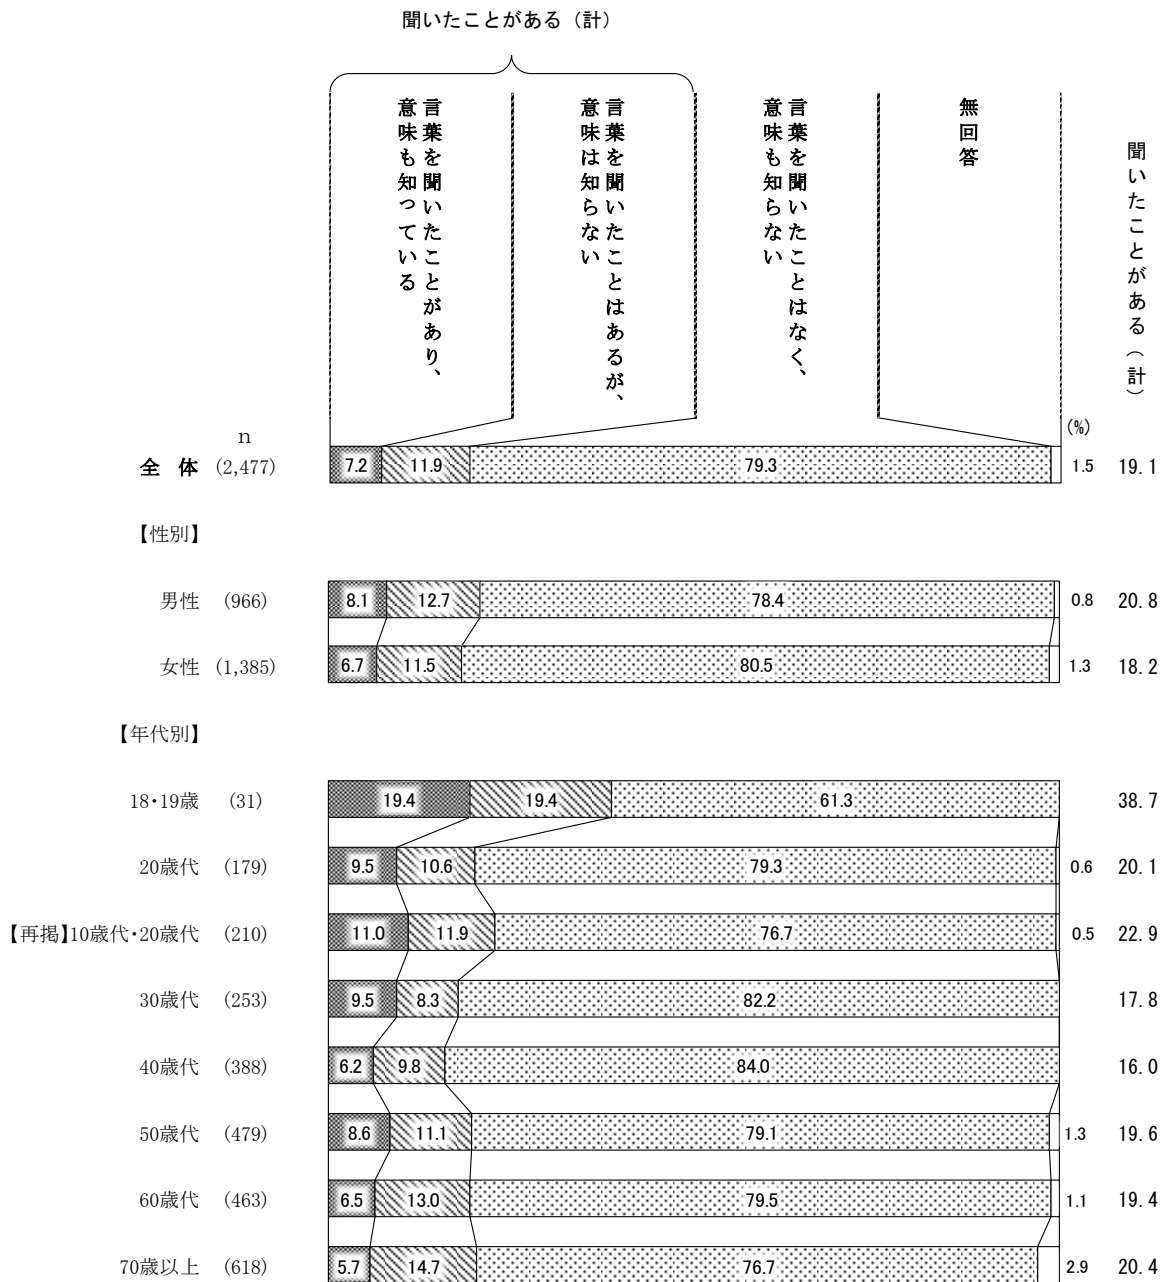 聞いたことがある（計）
言葉を聞いたことがあり、
意味も知っている
言葉を聞いたことはあるが、
意味は知らない
言葉を聞いたことはなく、
意味も知らない
無回答
聞いたことがある（計）
n
(%)
全 体 (2,477) 7.2 11.9 79.3 1.5 19.1
【性別】
男性 (966) 8.1 12.7 78.4 0.8 20.8
女性 (1,385) 6.7 11.5 80.5 1.3 18.2
【年代別】
18・19歳 (31) 19.4 19.4 61.3 38.7
20歳代 (179) 9.5 10.6 79.3 0.6 20.1
【再掲】10歳代・20歳代 (210) 11.0 11.9 76.7 0.5 22.9
30歳代 (253) 9.5 8.3 82.2 17.8
40歳代 (388) 6.2 9.8 84.0 16.0
50歳代 (479) 8.6 11.1 79.1 1.3 19.6
60歳代 (463) 6.5 13.0 79.5 1.1 19.4
70歳以上 (618) 5.7 14.7 76.7 2.9 20.4